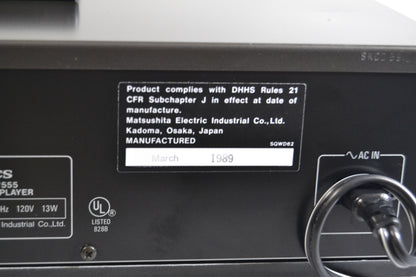 Product complies with DHHS Rules 21
CFR Subchapter J in effect at date of
manufacture.
Matsushita Electric Industrial Co.,Ltd.
Kadoma, Osaka, Japan
MANUFACTURED
SQWD62
March 1989
∿ AC IN
cs
555
PLAYER
Hz 120V 13W
Industrial Co.,Ltd.
UL
LISTED
828B